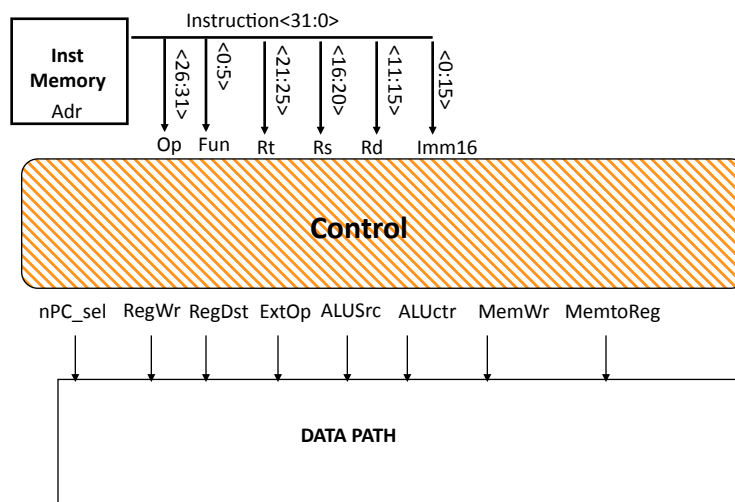 Instruction<31:0>
Inst
Memory
Adr
<26:31>
<0:5>
<21:25>
<16:20>
<11:15>
<0:15>
Op Fun Rt Rs Rd Imm16
Control
nPC_sel RegWr RegDst ExtOp ALUSrc ALUctr MemWr MemtoReg
DATA PATH